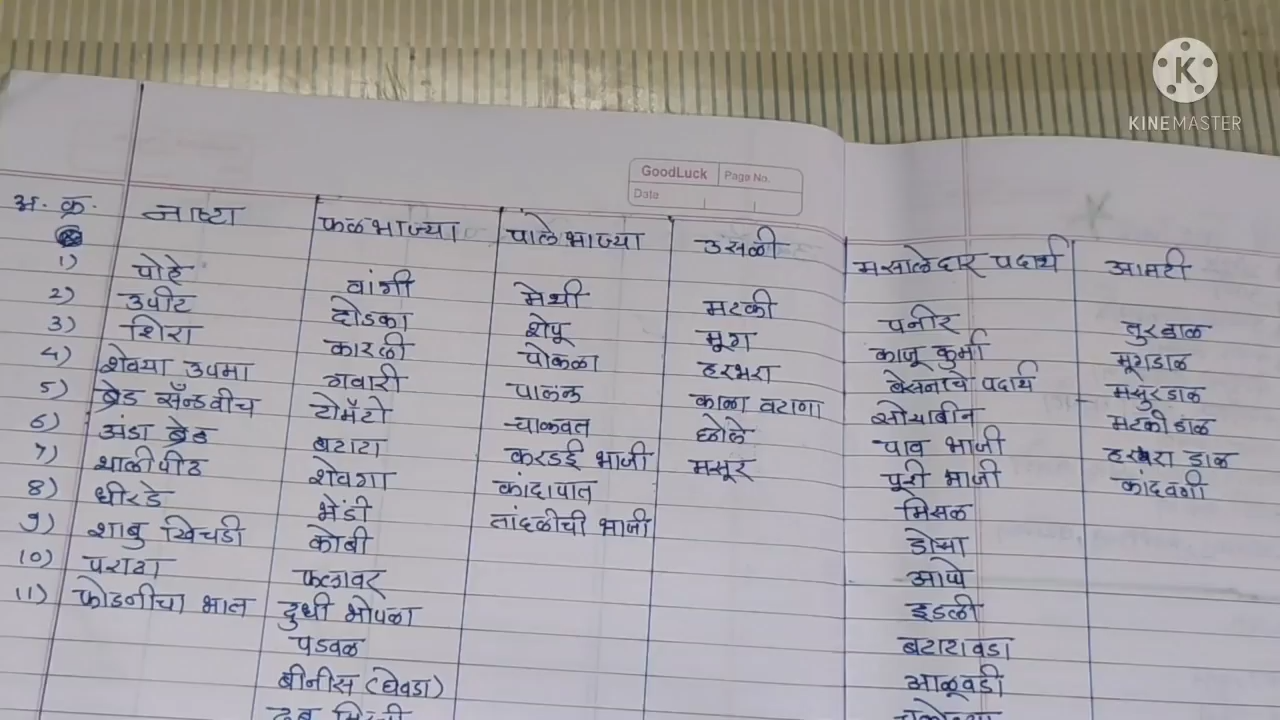 KINEMASTER
GoodLuck Page No.
Date
अ. क्र. नाष्टा फळभाज्या पालेभाज्या उसळी मसालेदार पदार्थ आमटी
1) पोहे वांगी मेथी मटकी पनीर तुरडाळ
2) उपीट दोडका शेपू मूग काजू कुर्मा मूगडाळ
3) शिरा कारली पोकळा हरभरा बेसनाचे पदार्थ मसुरडाळ
4) शेवया उपमा गवारी पालक काळा वटाणा सोयाबीन मटकीडाळ
5) ब्रेड सँन्डवीच टोमॅटो चाकवत छोले पाव भाजी हरभरा डाळ
6) अंडा ब्रेड बटाटा करडई भाजी मसूर पूरी भाजी कांदवणी
7) थालीपीठ शेवगा कांदापात मिसळ
8) धीरडे भेंडी तांदळीची भाजी डोसा
9) शाबु खिचडी कोबी आप्पे
10) पराठा फ्लावर इडली
11) फोडनीचा भात दुधी भोपळा बटाटावडा
पडवळ आळूवडी
बीनीस (घेवडा)